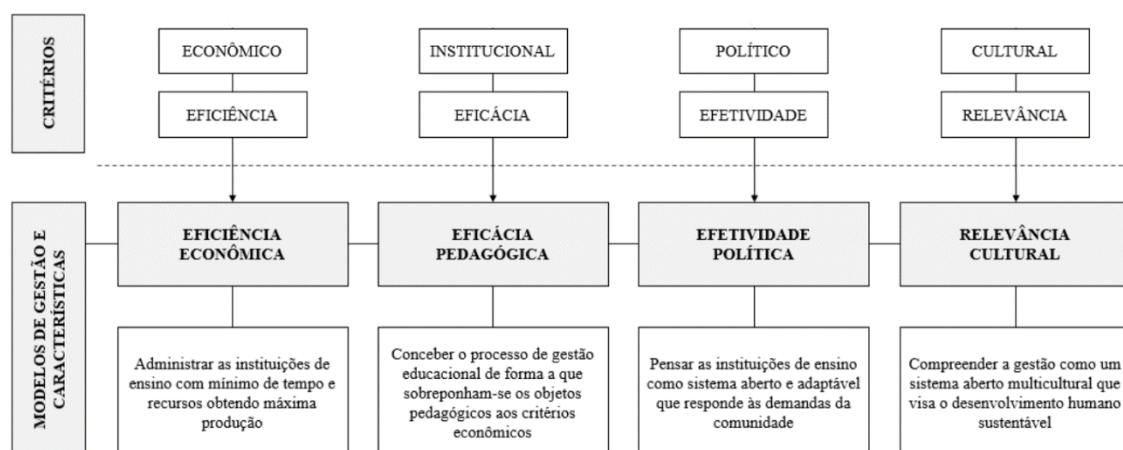 CRITÉRIOS
ECONÔMICO
INSTITUCIONAL
POLÍTICO
CULTURAL
EFICIÊNCIA
EFICÁCIA
EFETIVIDADE
RELEVÂNCIA
MODELOS DE GESTÃO E
CARACTERÍSTICAS
EFICIÊNCIA
ECONÔMICA
EFICÁCIA
PEDAGÓGICA
EFETIVIDADE
POLÍTICA
RELEVÂNCIA
CULTURAL
Administrar as instituições de
ensino com mínimo de tempo e
recursos obtendo máxima
produção
Conceber o processo de gestão
educacional de forma a que
sobreponham-se os objetos
pedagógicos aos critérios
econômicos
Pensar as instituições de ensino
como sistema aberto e adaptável
que responde às demandas da
comunidade
Compreender a gestão como um
sistema aberto multicultural que
visa o desenvolvimento humano
sustentável